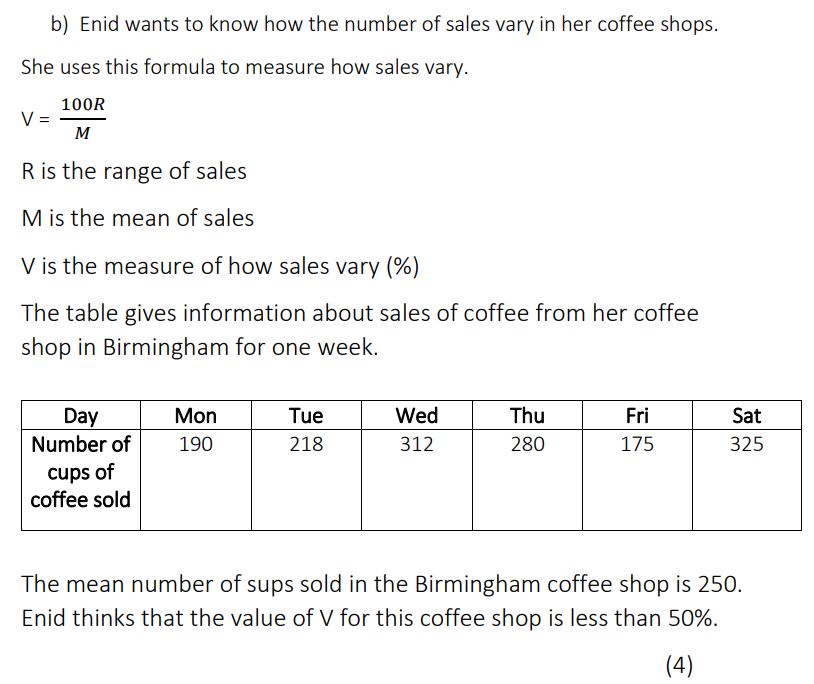 b) Enid wants to know how the number of sales vary in her coffee shops.
She uses this formula to measure how sales vary.
V = 100R
M
R is the range of sales
M is the mean of sales
V is the measure of how sales vary (%)
The table gives information about sales of coffee from her coffee
shop in Birmingham for one week.
Day Mon Tue Wed Thu Fri Sat
Number of 190 218 312 280 175 325
cups of
coffee sold
The mean number of sups sold in the Birmingham coffee shop is 250.
Enid thinks that the value of V for this coffee shop is less than 50%.
(4)